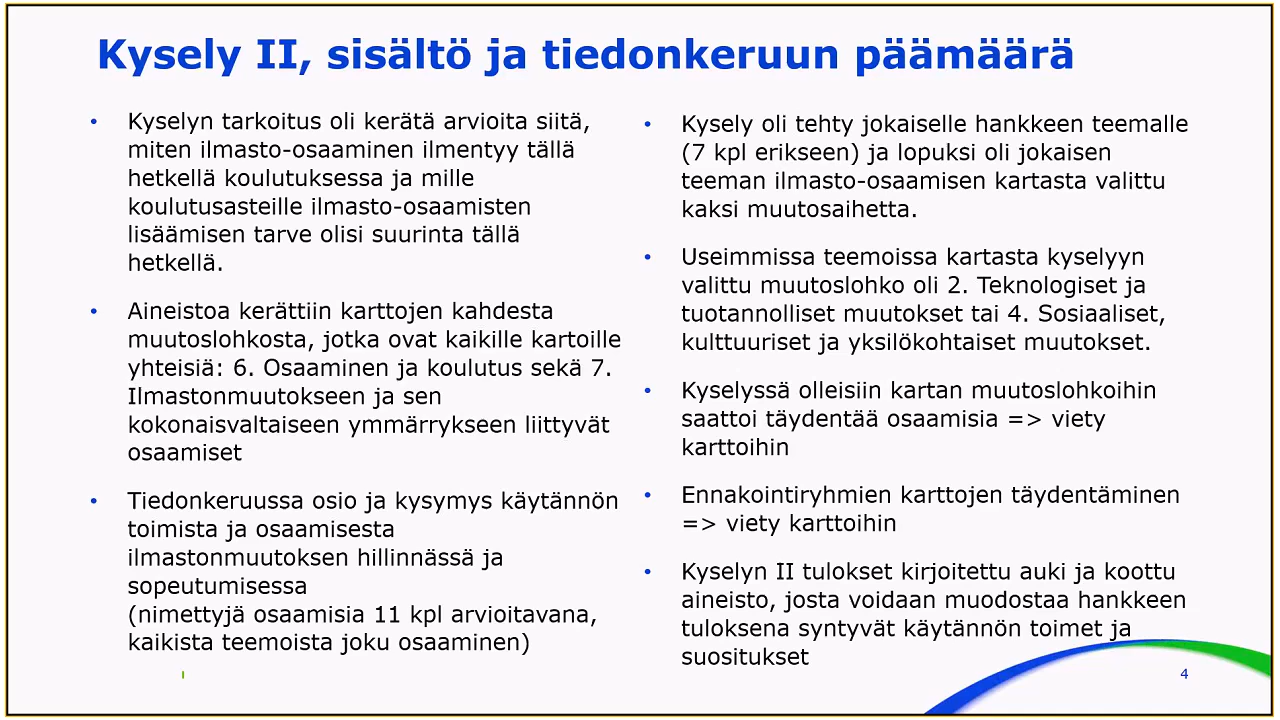 Kysely II, sisältö ja tiedonkeruun päämäärä
• Kyselyn tarkoitus oli kerätä arvioita siitä,
miten ilmasto-osaaminen ilmentyy tällä
hetkellä koulutuksessa ja mille
koulutusasteille ilmasto-osaamisten
lisäämisen tarve olisi suurinta tällä
hetkellä.
• Aineistoa kerättiin karttojen kahdesta
muutoslohkosta, jotka ovat kaikille kartoille
yhteisiä: 6. Osaaminen ja koulutus sekä 7.
Ilmastonmuutokseen ja sen
kokonaisvaltaiseen ymmärrykseen liittyvät
osaamiset
• Tiedonkeruussa osio ja kysymys käytännön
toimista ja osaamisesta
ilmastonmuutoksen hillinnässä ja
sopeutumisessa
(nimettyjä osaamisia 11 kpl arvioitavana,
kaikista teemoista joku osaaminen)
• Kysely oli tehty jokaiselle hankkeen teemalle
(7 kpl erikseen) ja lopuksi oli jokaisen
teeman ilmasto-osaamisen kartasta valittu
kaksi muutosaihetta.
• Useimmissa teemoissa kartasta kyselyyn
valittu muutoslohko oli 2. Teknologiset ja
tuotannolliset muutokset tai 4. Sosiaaliset,
kulttuuriset ja yksilökohtaiset muutokset.
• Kyselyssä olleisiin kartan muutoslohkoihin
saattoi täydentää osaamisia => viety
karttoihin
• Ennakointiryhmien karttojen täydentäminen
=> viety karttoihin
• Kyselyn II tulokset kirjoitettu auki ja koottu
aineisto, josta voidaan muodostaa hankkeen
tuloksena syntyvät käytännön toimet ja
suositukset
4